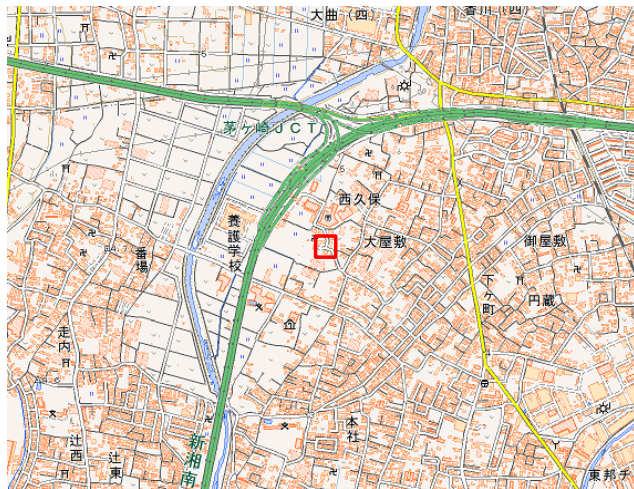 大曲（四）
香川（四）
茅ヶ崎JCT
西久保
養護学校
番場
大屋敷
御屋敷
下ヶ町
円蔵
走内
本社
新湘南
辻西
辻東
東邦チ